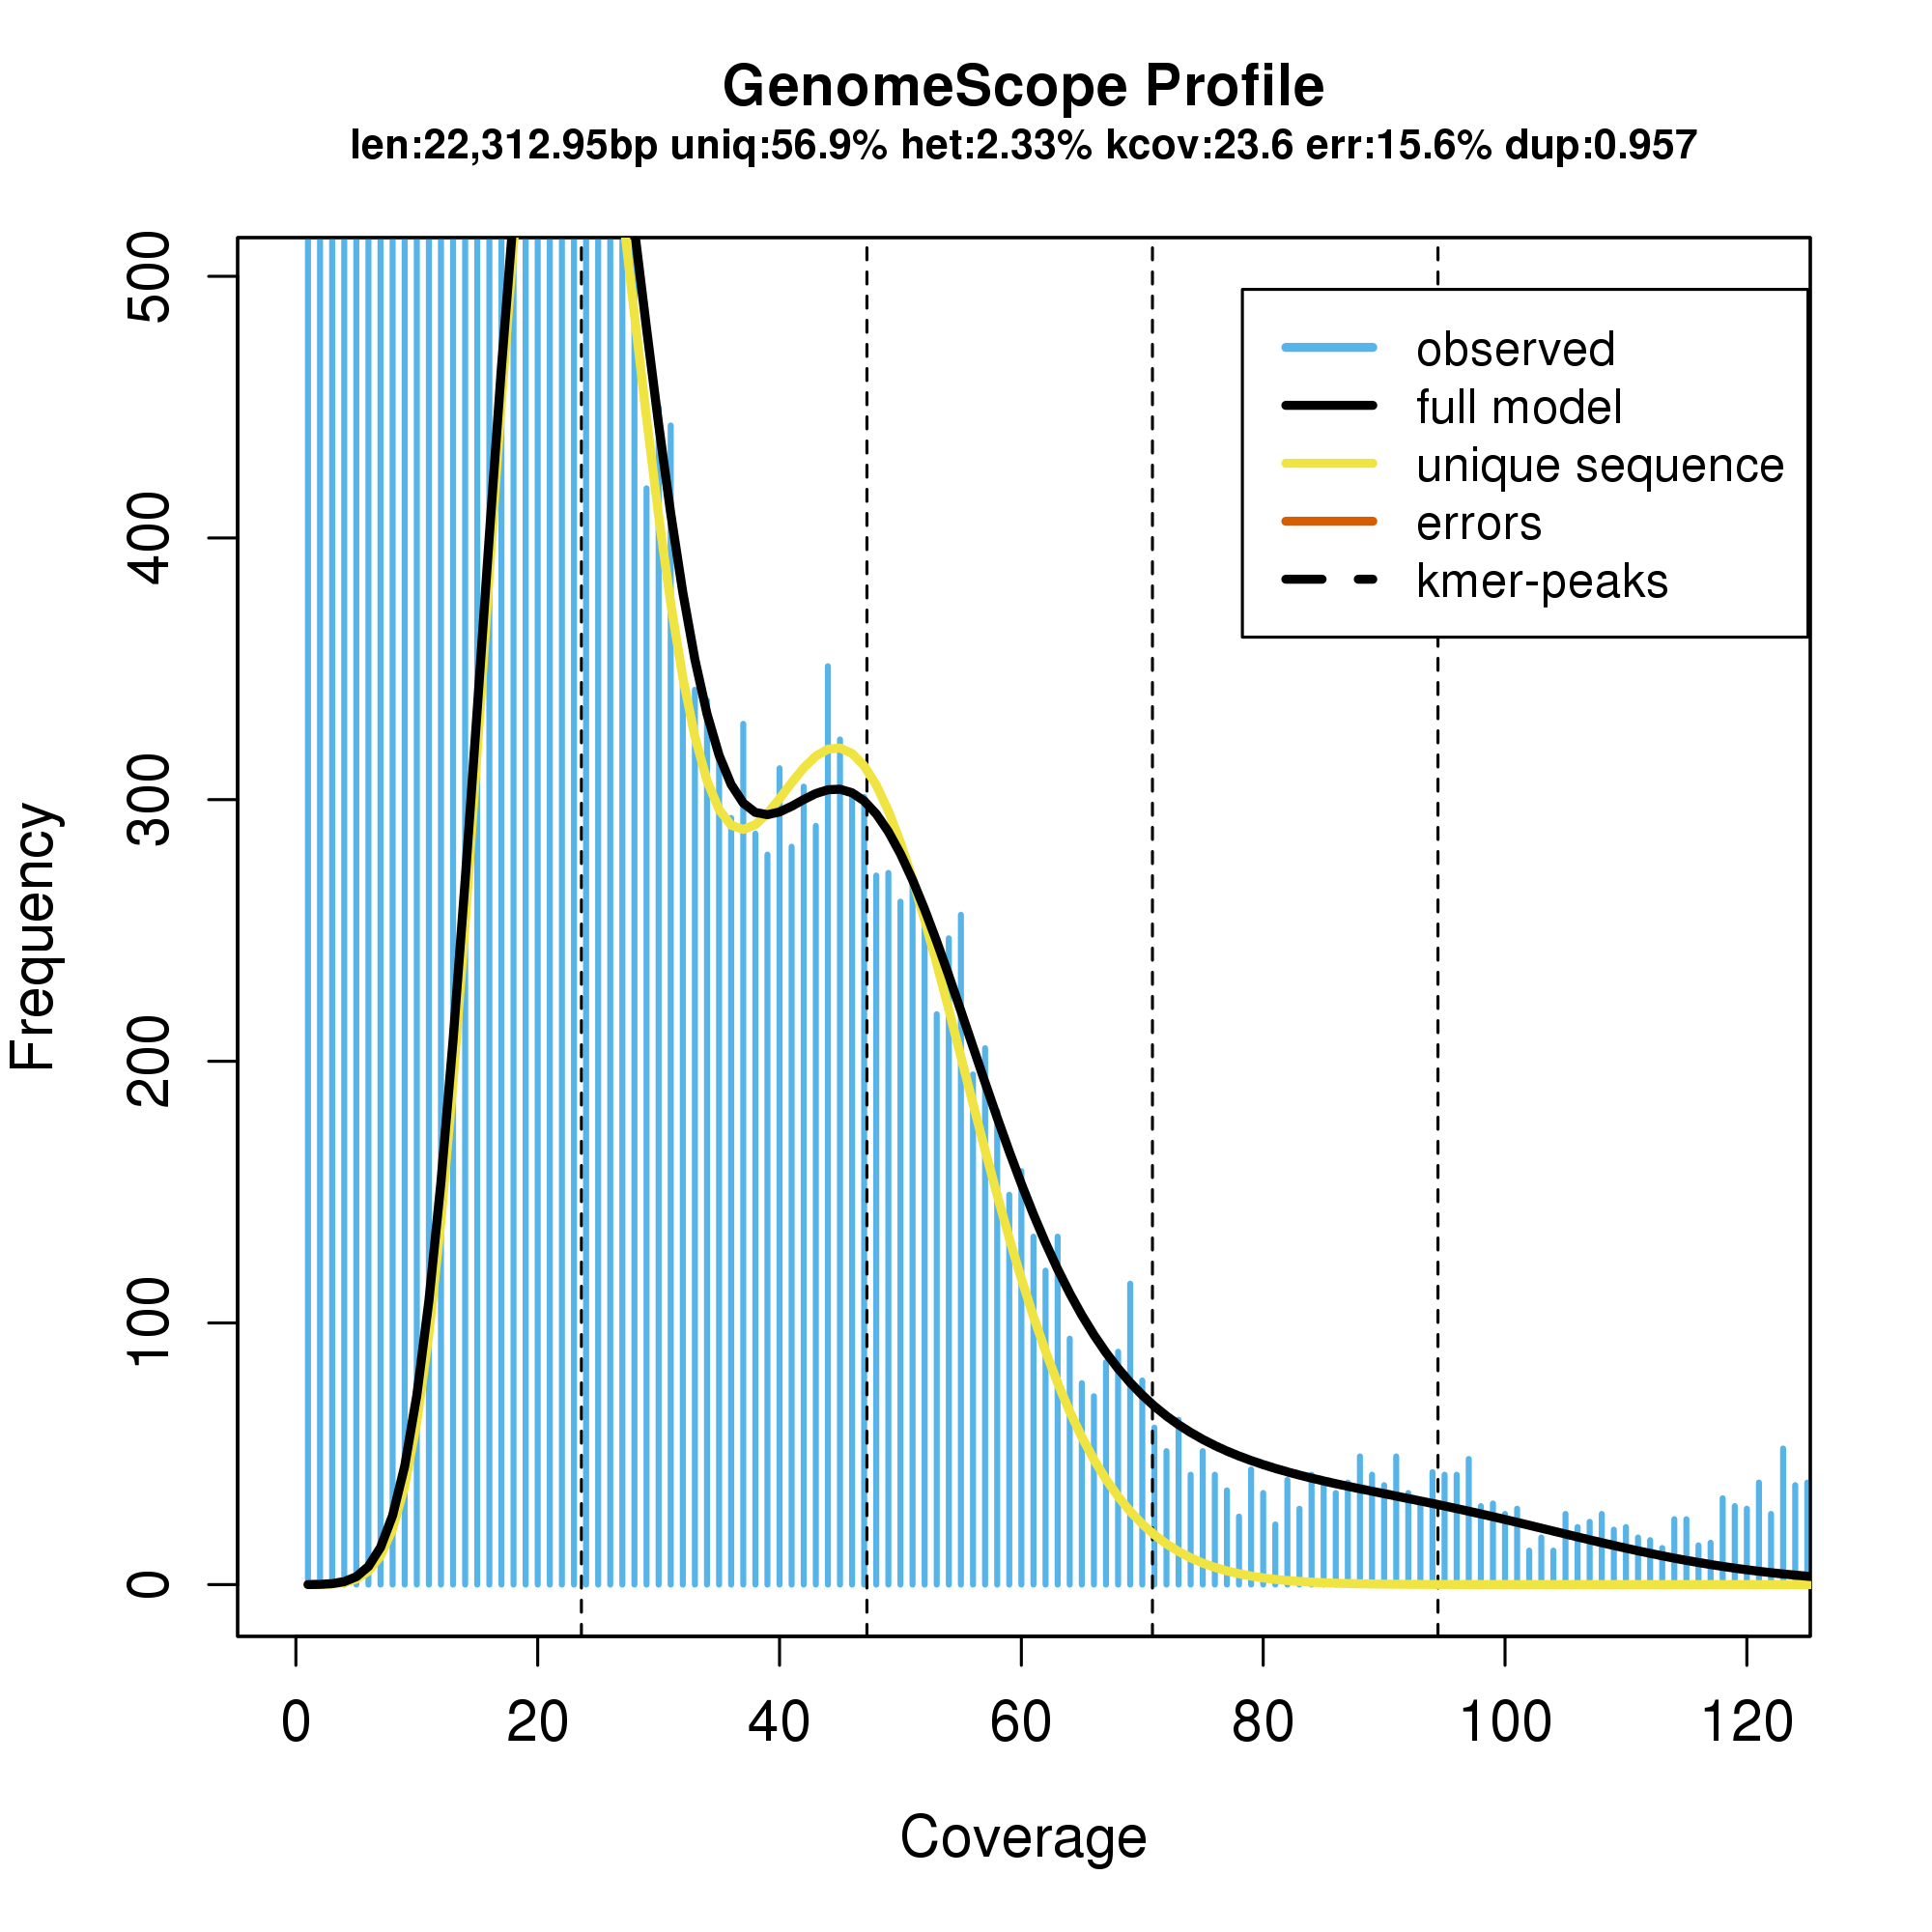 GenomeScope Profile
len:22,312.95bp uniq:56.9% het:2.33% kcov:23.6 err:15.6% dup:0.957
500
400
300
200
100
0
Frequency
observed
full model
unique sequence
errors
kmer-peaks
0 20 40 60 80 100 120
Coverage